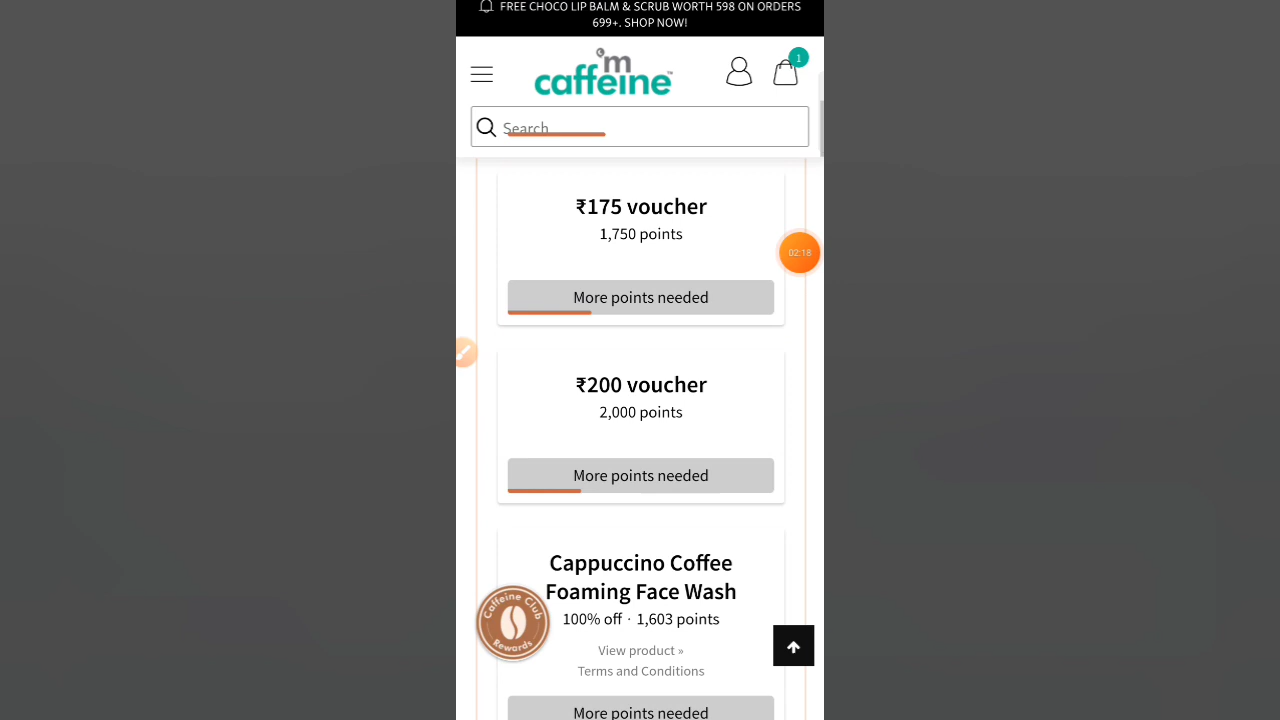 FREE CHOCO LIP BALM & SCRUB WORTH 598 ON ORDERS
699+. SHOP NOW!
'm
caffeine™
1
Search
₹175 voucher
1,750 points
02:18
More points needed
₹200 voucher
2,000 points
More points needed
Cappuccino Coffee
Foaming Face Wash
100% off · 1,603 points
Caffeine Club
Rewards
View product »
Terms and Conditions
More points needed